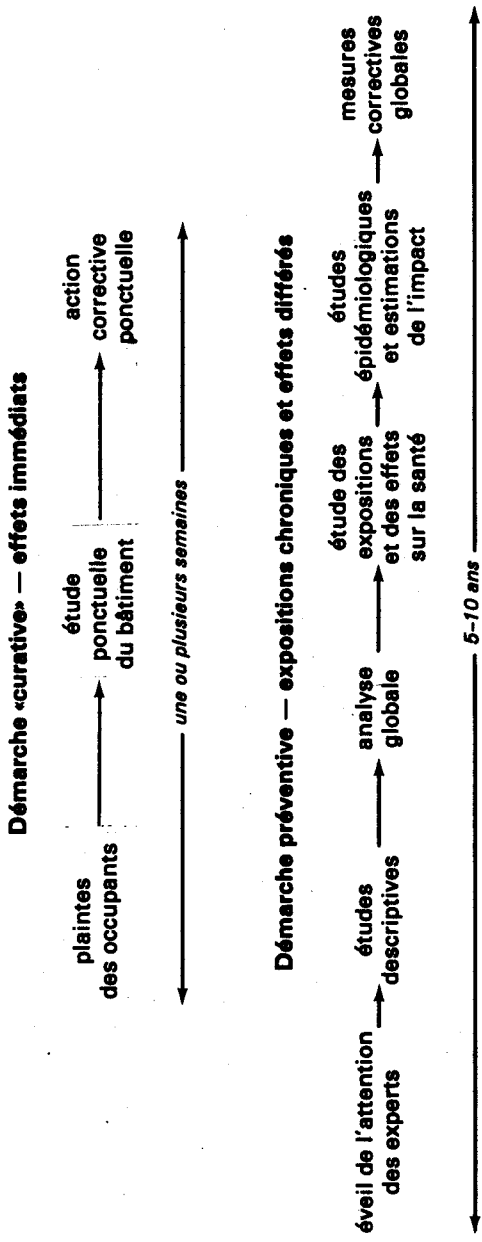 Démarche «curative» — effets immédiats
plaintes
des occupants
étude
ponctuelle
du bâtiment
action
corrective
ponctuelle
une ou plusieurs semaines
Démarche préventive — expositions chroniques et effets différés
éveil de l'attention
des experts
études
descriptives
analyse
globale
étude des
expositions
et des effets
sur la santé
études
épidémiologiques
et estimations
de l'impact
mesures
correctives
globales
5-10 ans